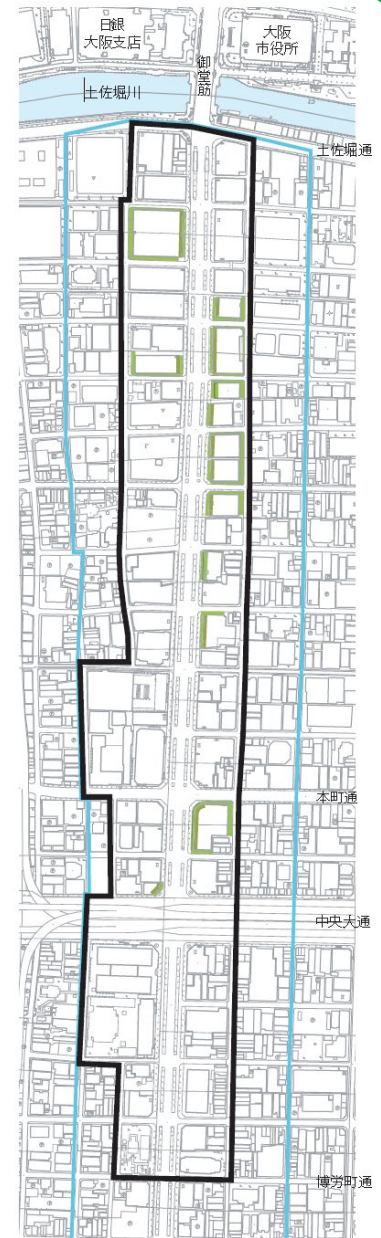 日銀
大阪支店
大阪
市役所
御堂筋
土佐堀川
土佐堀通
本町通
中央大通
博労町通